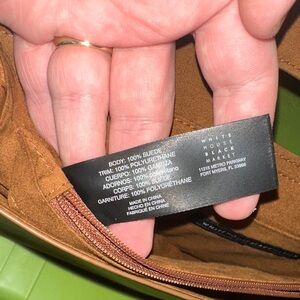 BODY: 100% SUEDE
TRIM: 100% POLYURETHANE
CUERPO: 100% GAMUZA
ADORNOS: 100% poliuretano
CORPS: 100% SUEDE
GARNITURE: 100% POLYURÉTHANE
MADE IN CHINA
HECHO EN CHINA
FABRIQUÉ EN CHINE
WHITE
HOUSE
BLACK
MARKET
11215 METRO PARKWAY
FORT MYERS, FL 33966